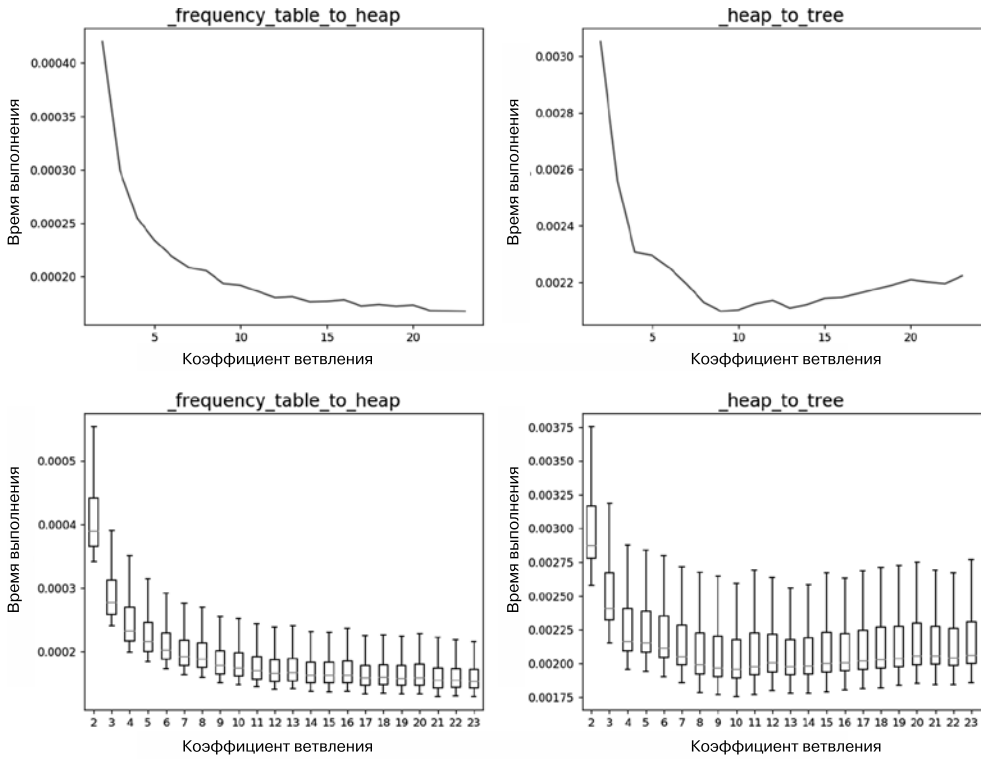 _frequency_table_to_heap
0.00040
0.00035
0.00030
0.00025
0.00020
Время выполнения
5 10 15 20
Коэффициент ветвления
_heap_to_tree
0.0030
0.0028
0.0026
0.0024
0.0022
Время выполнения
5 10 15 20
Коэффициент ветвления
_frequency_table_to_heap
0.0005
0.0004
0.0003
0.0002
Время выполнения
2 3 4 5 6 7 8 9 10 11 12 13 14 15 16 17 18 19 20 21 22 23
Коэффициент ветвления
_heap_to_tree
0.00375
0.00350
0.00325
0.00300
0.00275
0.00250
0.00225
0.00200
0.00175
Время выполнения
2 3 4 5 6 7 8 9 10 11 12 13 14 15 16 17 18 19 20 21 22 23
Коэффициент ветвления